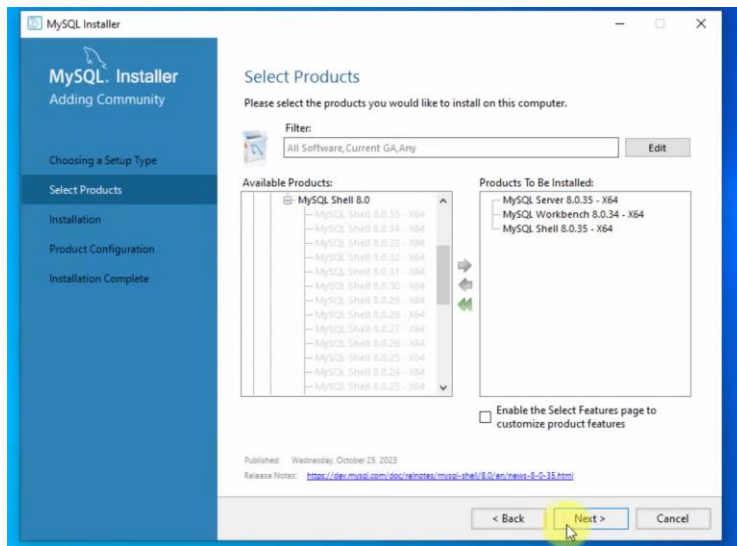 MySQL Installer
MySQL. Installer
Adding Community
Choosing a Setup Type
Select Products
Installation
Product Configuration
Installation Complete
Select Products
Please select the products you would like to install on this computer.
Filter:
All Software,Current GA,Any
Edit
Available Products:
MySQL Shell 8.0
MySQL Shell 8.0.35 - X64
MySQL Shell 8.0.34 - X64
MySQL Shell 8.0.33 - X64
MySQL Shell 8.0.32 - X64
MySQL Shell 8.0.31 - X64
MySQL Shell 8.0.30 - X64
MySQL Shell 8.0.29 - X64
MySQL Shell 8.0.28 - X64
MySQL Shell 8.0.27 - X64
MySQL Shell 8.0.26 - X64
MySQL Shell 8.0.25 - X64
MySQL Shell 8.0.24 - X64
MySQL Shell 8.0.23 - X64
Products To Be Installed:
MySQL Server 8.0.35 - X64
MySQL Workbench 8.0.34 - X64
MySQL Shell 8.0.35 - X64
Enable the Select Features page to
customize product features
Published: Wednesday, October 25, 2023
Release Notes: https://dev.mysql.com/doc/relnotes/mysql-shell/8.0/en/news-8-0-35.html
< Back
Next >
Cancel